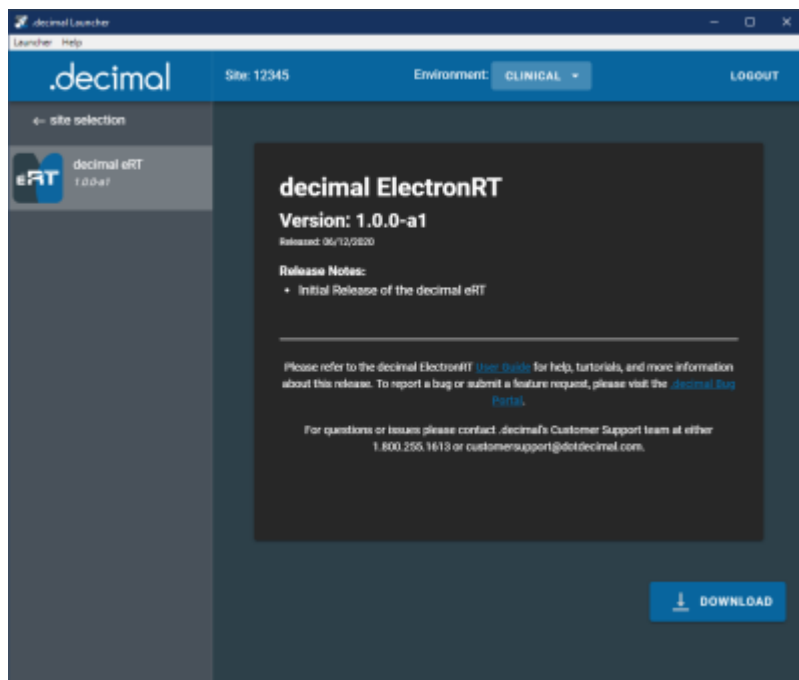 .decimal Launcher
Launcher Help
.decimal
Site: 12345
Environment:
CLINICAL
LOGOUT
← site selection
eRT
decimal eRT
1.0.0-a1
decimal ElectronRT
Version: 1.0.0-a1
Released: 06/12/2020
Release Notes:
• Initial Release of the decimal eRT
Please refer to the decimal ElectronRT User Guide for help, turtorials, and more information
about this release. To report a bug or submit a feature request, please visit the .decimal Bug
Portal.
For questions or issues please contact .decimal's Customer Support team at either
1.800.255.1613 or customersupport@dotdecimal.com.
DOWNLOAD